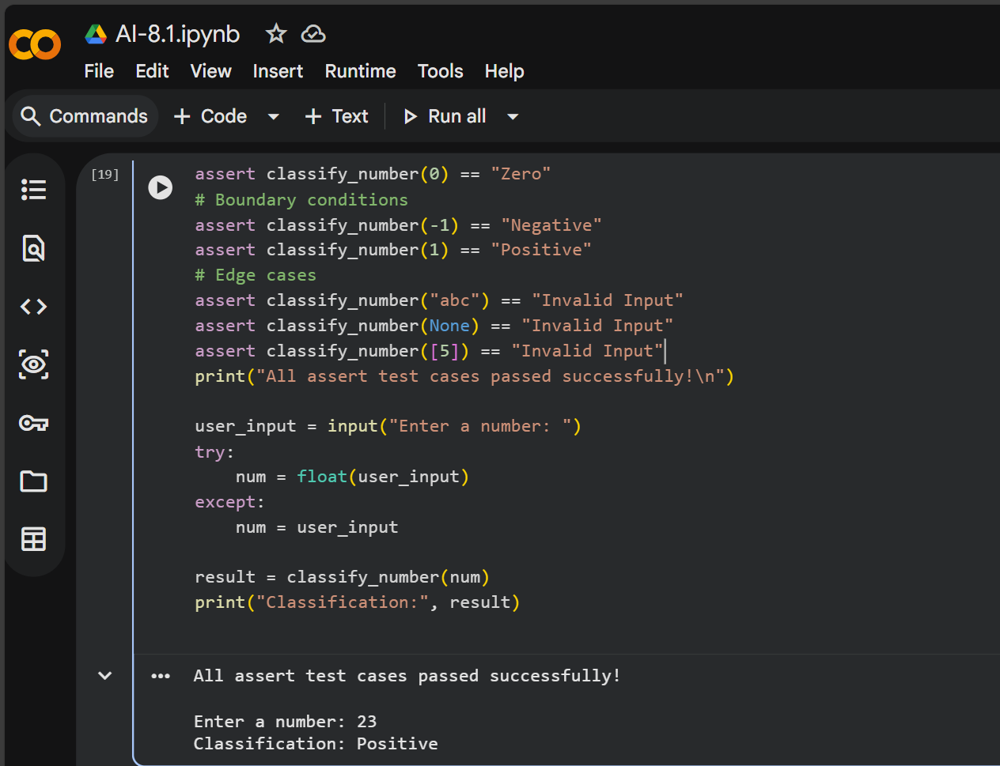 AI-8.1.ipynb
File Edit View Insert Runtime Tools Help
Commands + Code + Text Run all
[19]
assert classify_number(0) == "Zero"
# Boundary conditions
assert classify_number(-1) == "Negative"
assert classify_number(1) == "Positive"
# Edge cases
assert classify_number("abc") == "Invalid Input"
assert classify_number(None) == "Invalid Input"
assert classify_number([5]) == "Invalid Input"
print("All assert test cases passed successfully!\n")
user_input = input("Enter a number: ")
try:
    num = float(user_input)
except:
    num = user_input
result = classify_number(num)
print("Classification:", result)
All assert test cases passed successfully!
Enter a number: 23
Classification: Positive